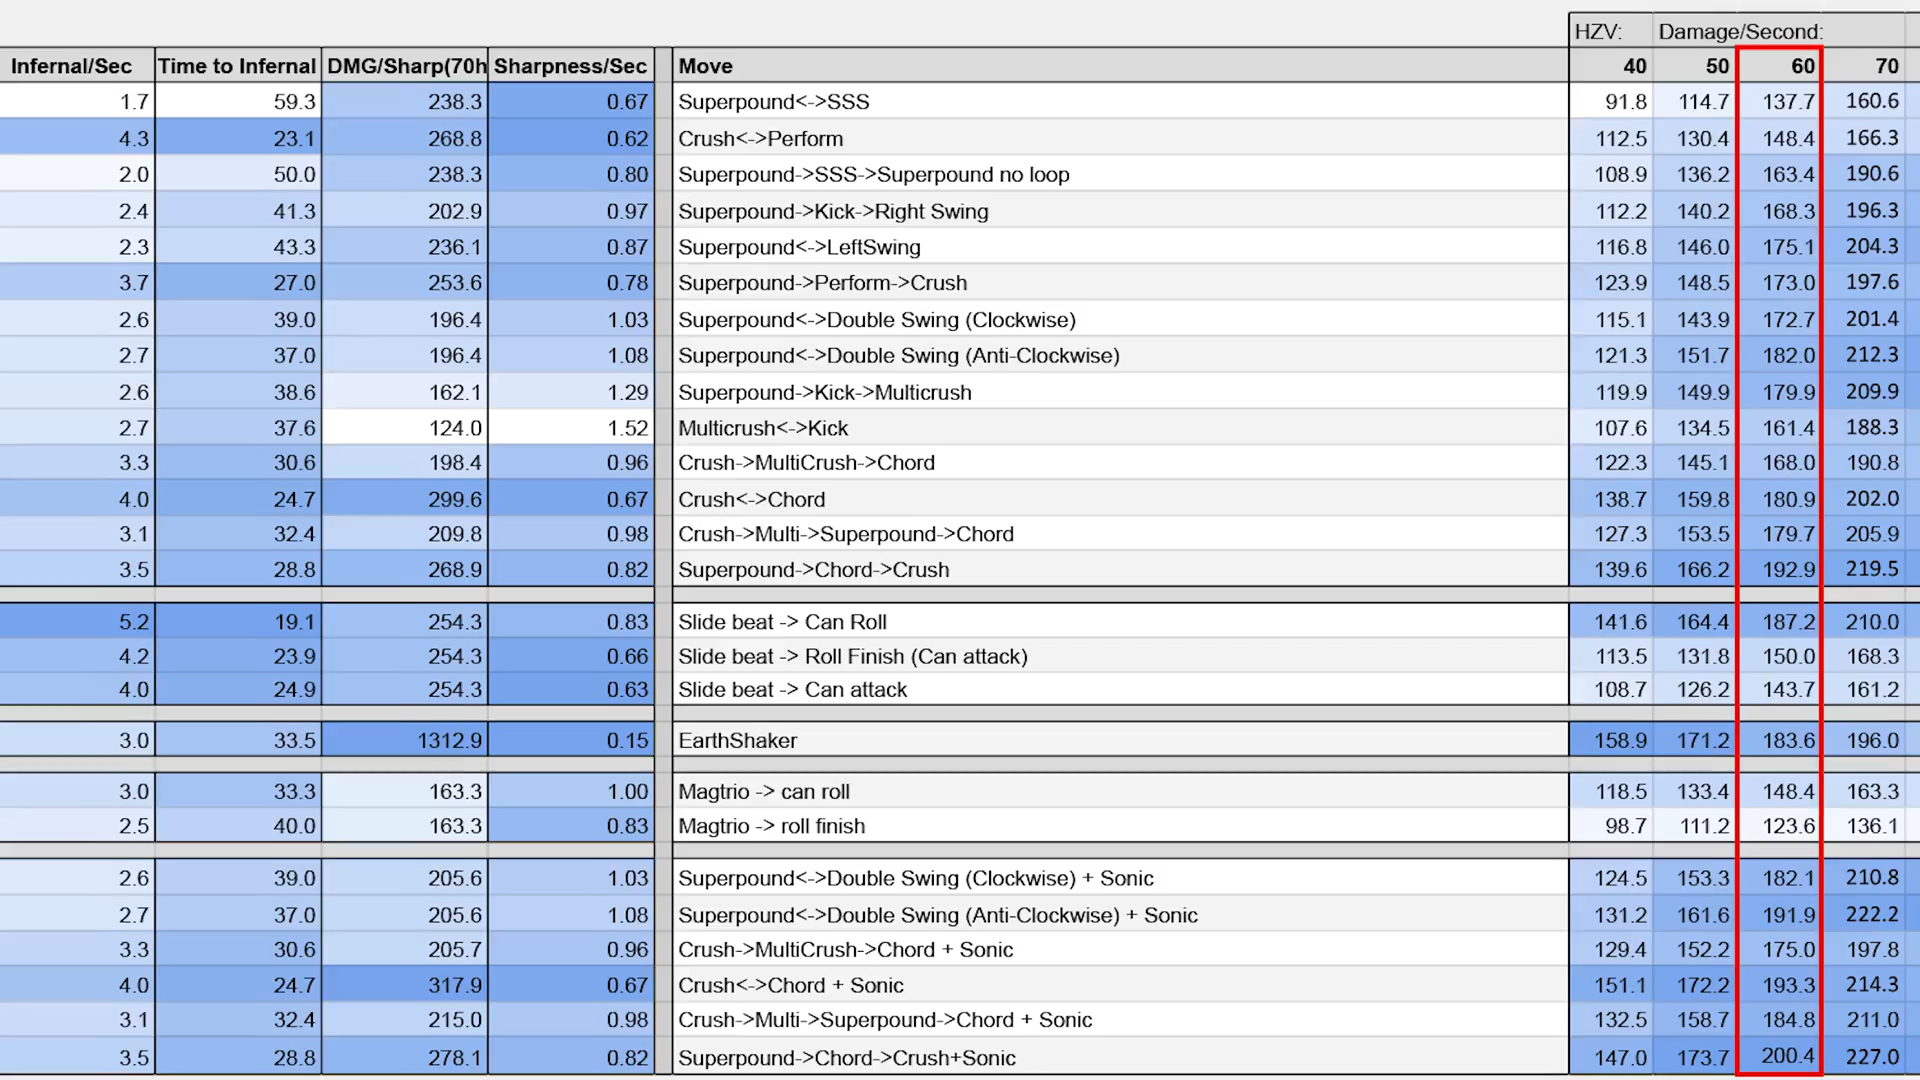 HZV: Damage/Second:
Infernal/Sec Time to Infernal DMG/Sharp(70h Sharpness/Sec Move 40 50 60 70
1.7 59.3 238.3 0.67 Superpound<->SSS 91.8 114.7 137.7 160.6
4.3 23.1 268.8 0.62 Crush<->Perform 112.5 130.4 148.4 166.3
2.0 50.0 238.3 0.80 Superpound->SSS->Superpound no loop 108.9 136.2 163.4 190.6
2.4 41.3 202.9 0.97 Superpound->Kick->Right Swing 112.2 140.2 168.3 196.3
2.3 43.3 236.1 0.87 Superpound<->LeftSwing 116.8 146.0 175.1 204.3
3.7 27.0 253.6 0.78 Superpound->Perform->Crush 123.9 148.5 173.0 197.6
2.6 39.0 196.4 1.03 Superpound<->Double Swing (Clockwise) 115.1 143.9 172.7 201.4
2.7 37.0 196.4 1.08 Superpound<->Double Swing (Anti-Clockwise) 121.3 151.7 182.0 212.3
2.6 38.6 162.1 1.29 Superpound->Kick->Multicrush 119.9 149.9 179.9 209.9
2.7 37.6 124.0 1.52 Multicrush<->Kick 107.6 134.5 161.4 188.3
3.3 30.6 198.4 0.96 Crush->MultiCrush->Chord 122.3 145.1 168.0 190.8
4.0 24.7 299.6 0.67 Crush<->Chord 138.7 159.8 180.9 202.0
3.1 32.4 209.8 0.98 Crush->Multi->Superpound->Chord 127.3 153.5 179.7 205.9
3.5 28.8 268.9 0.82 Superpound->Chord->Crush 139.6 166.2 192.9 219.5
5.2 19.1 254.3 0.83 Slide beat -> Can Roll 141.6 164.4 187.2 210.0
4.2 23.9 254.3 0.66 Slide beat -> Roll Finish (Can attack) 113.5 131.8 150.0 168.3
4.0 24.9 254.3 0.63 Slide beat -> Can attack 108.7 126.2 143.7 161.2
3.0 33.5 1312.9 0.15 EarthShaker 158.9 171.2 183.6 196.0
3.0 33.3 163.3 1.00 Magtrio -> can roll 118.5 133.4 148.4 163.3
2.5 40.0 163.3 0.83 Magtrio -> roll finish 98.7 111.2 123.6 136.1
2.6 39.0 205.6 1.03 Superpound<->Double Swing (Clockwise) + Sonic 124.5 153.3 182.1 210.8
2.7 37.0 205.6 1.08 Superpound<->Double Swing (Anti-Clockwise) + Sonic 131.2 161.6 191.9 222.2
3.3 30.6 205.7 0.96 Crush->MultiCrush->Chord + Sonic 129.4 152.2 175.0 197.8
4.0 24.7 317.9 0.67 Crush<->Chord + Sonic 151.1 172.2 193.3 214.3
3.1 32.4 215.0 0.98 Crush->Multi->Superpound->Chord + Sonic 132.5 158.7 184.8 211.0
3.5 28.8 278.1 0.82 Superpound->Chord->Crush+Sonic 147.0 173.7 200.4 227.0